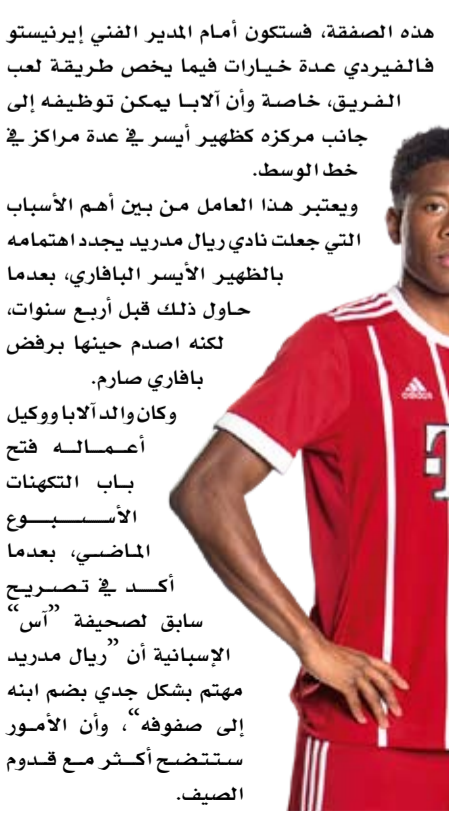 هذه الصفقة، فستكون أمام المدير الفني إيرنيستو
فالفيردي عدة خيارات فيما يخص طريقة لعب
الفريق، خاصة وأن آلابا يمكن توظيفه إلى
جانب مركزه كظهير أيسر في عدة مراكز في
خط الوسط.
ويعتبر هذا العامل من بين أهم الأسباب
التي جعلت نادي ريال مدريد يجدد اهتمامه
بالظهير الأيسر البافاري، بعدما
حاول ذلك قبل أربع سنوات،
لكنه اصدم حينها برفض
بافاري صارم.
وكان والد آلابا ووكيل
أعماله فتح
باب التكهنات
الأسبوع
الماضي، بعدما
أكد في تصريح
سابق لصحيفة ”آس“
الإسبانية أن ”ريال مدريد
مهتم بشكل جدي بضم ابنه
إلى صفوفه“، وأن الأمور
ستتضح أكثر مع قدوم
الصيف.
adidas
T